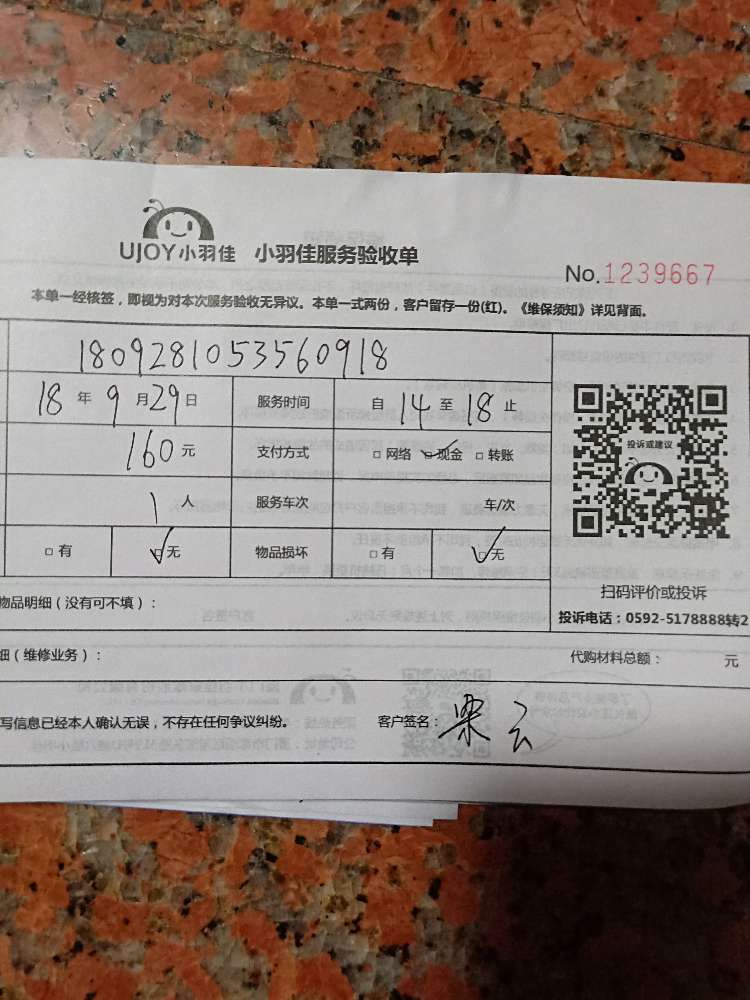 UJOY小羽佳 小羽佳服务验收单
No.1239667
本单一经核签，即视为对本次服务验收无异议。本单一式两份，客户留存一份(红)。《维保须知》详见背面。
1809281053560918
18 年 9 月 29 日 服务时间 自 14 至 18 止
160 元 支付方式 □ 网络 ☑ 现金 □ 转账
投诉或建议
1 人 服务车次 车/次
□ 有 ☑ 无 物品损坏 □ 有 ☑ 无
扫码评价或投诉
物品明细（没有可不填）：
投诉电话：0592-5178888转2
细（维修业务）： 代购材料总额： 元
写信息已经本人确认无误，不存在任何争议纠纷。 客户签名：栗云